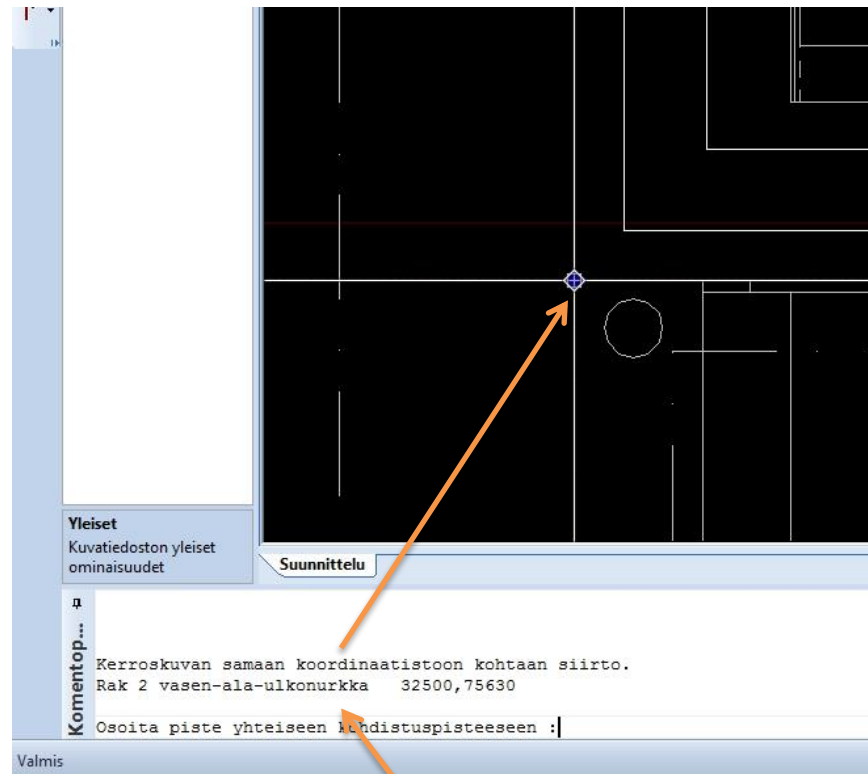 Yleiset
Kuvatiedoston yleiset
ominaisuudet
Suunnittelu
Komentop...
Kerroskuvan samaan koordinaatistoon kohtaan siirto.
Rak 2 vasen-ala-ulkonurkka 32500,75630
Osoita piste yhteiseen kohdistuspisteeseen :
Valmis